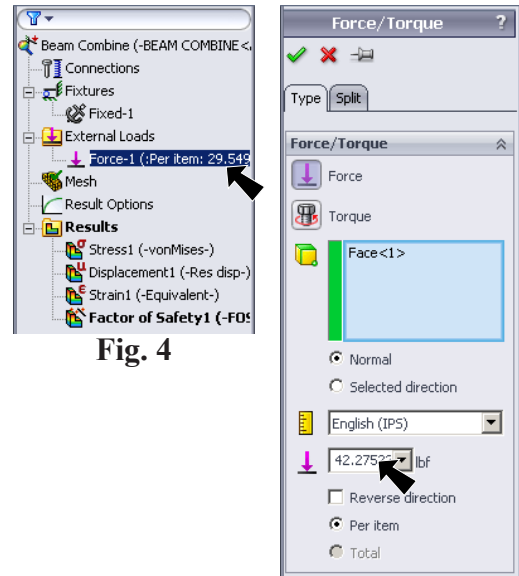 Beam Combine (-BEAM COMBINE<.
Connections
Fixtures
Fixed-1
External Loads
Force-1 (:Per item: 29.549
Mesh
Result Options
Results
Stress1 (-vonMises-)
Displacement1 (-Res disp-)
Strain1 (-Equivalent-)
Factor of Safety1 (-FOS
Fig. 4
Force/Torque ?
Type Split
Force/Torque
Force
Torque
Face<1>
Normal
Selected direction
English (IPS)
lbf
Reverse direction
Per item
Total